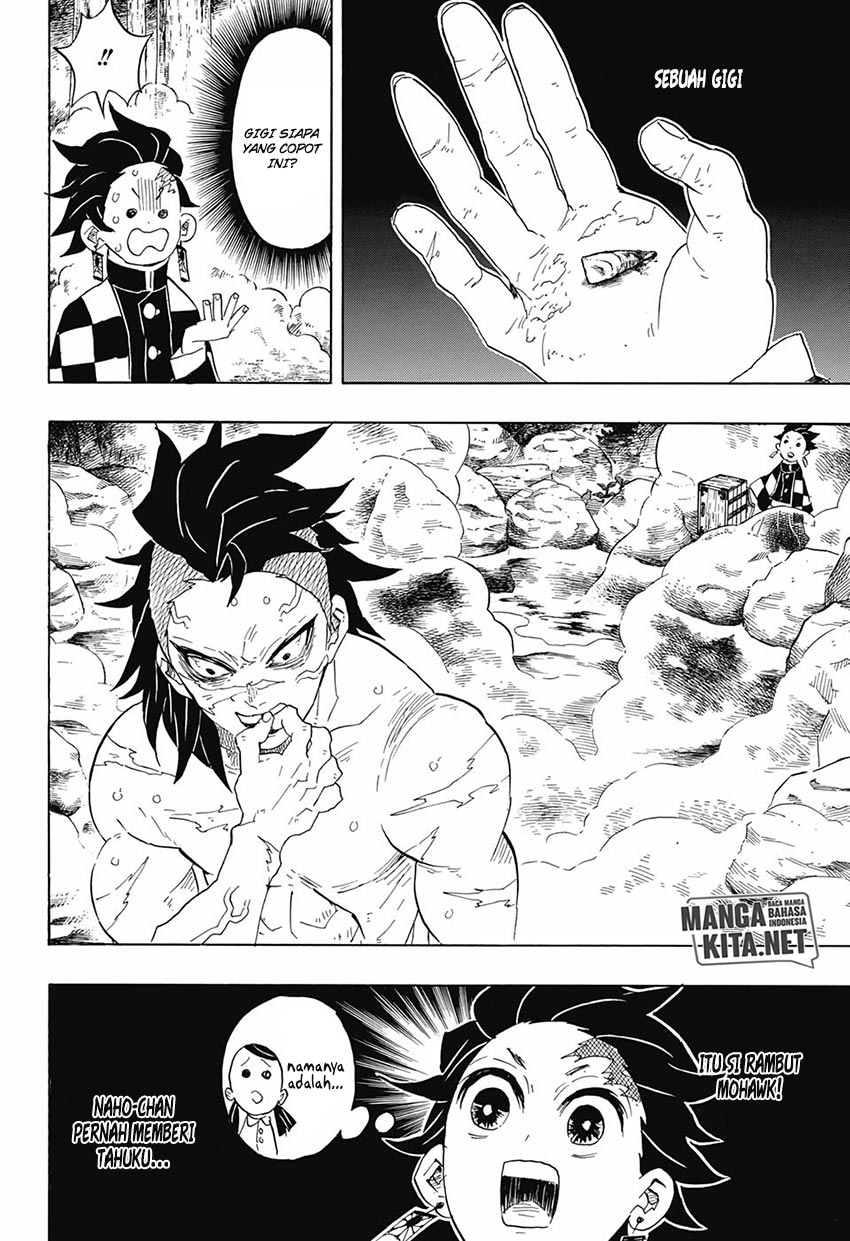 SEBUAH GIGI
GIGI SIAPA
YANG COPOT
INI?
!!
MANGA
KITA.NET
BACA MANGA
BAHASA
INDONESIA
ITU SI RAMBUT
MOHAWK!
namanya
adalah...
NAHO-CHAN
PERNAH MEMBERI
TAHUKU...